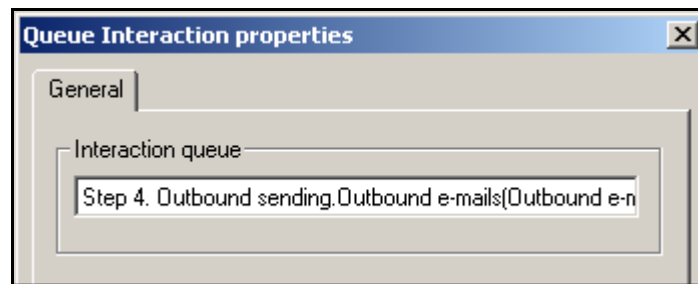 Queue Interaction properties
General
Interaction queue
Step 4. Outbound sending.Outbound e-mails(Outbound e-